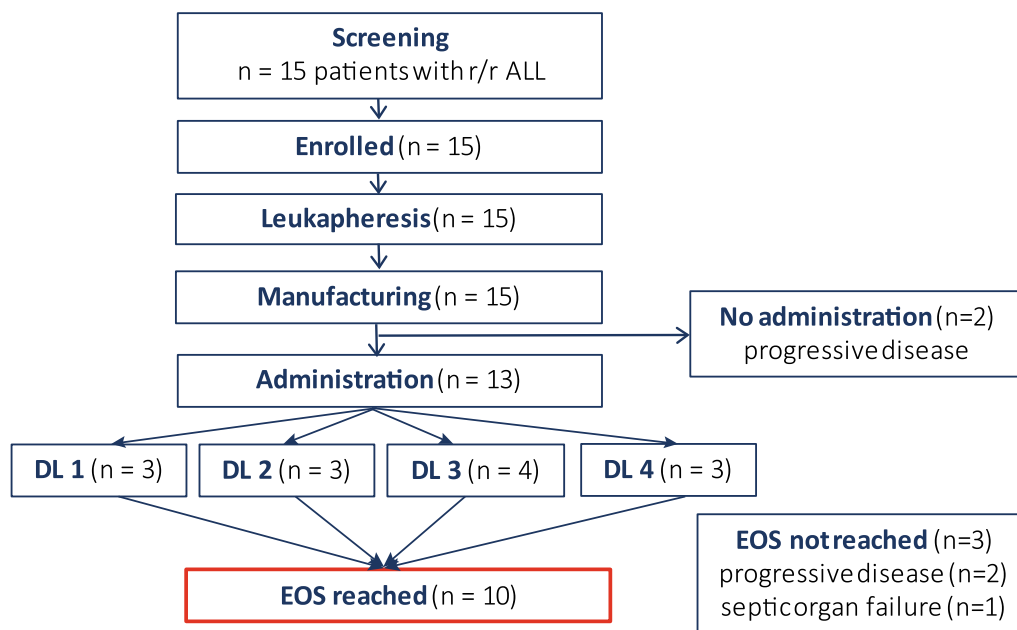 Screening
n = 15 patients with r/r ALL
Enrolled (n = 15)
Leukapheresis (n = 15)
Manufacturing (n = 15)
No administration (n=2)
progressive disease
Administration (n = 13)
DL 1 (n = 3)
DL 2 (n = 3)
DL 3 (n = 4)
DL 4 (n = 3)
EOS not reached (n=3)
progressive disease (n=2)
septic organ failure (n=1)
EOS reached (n = 10)